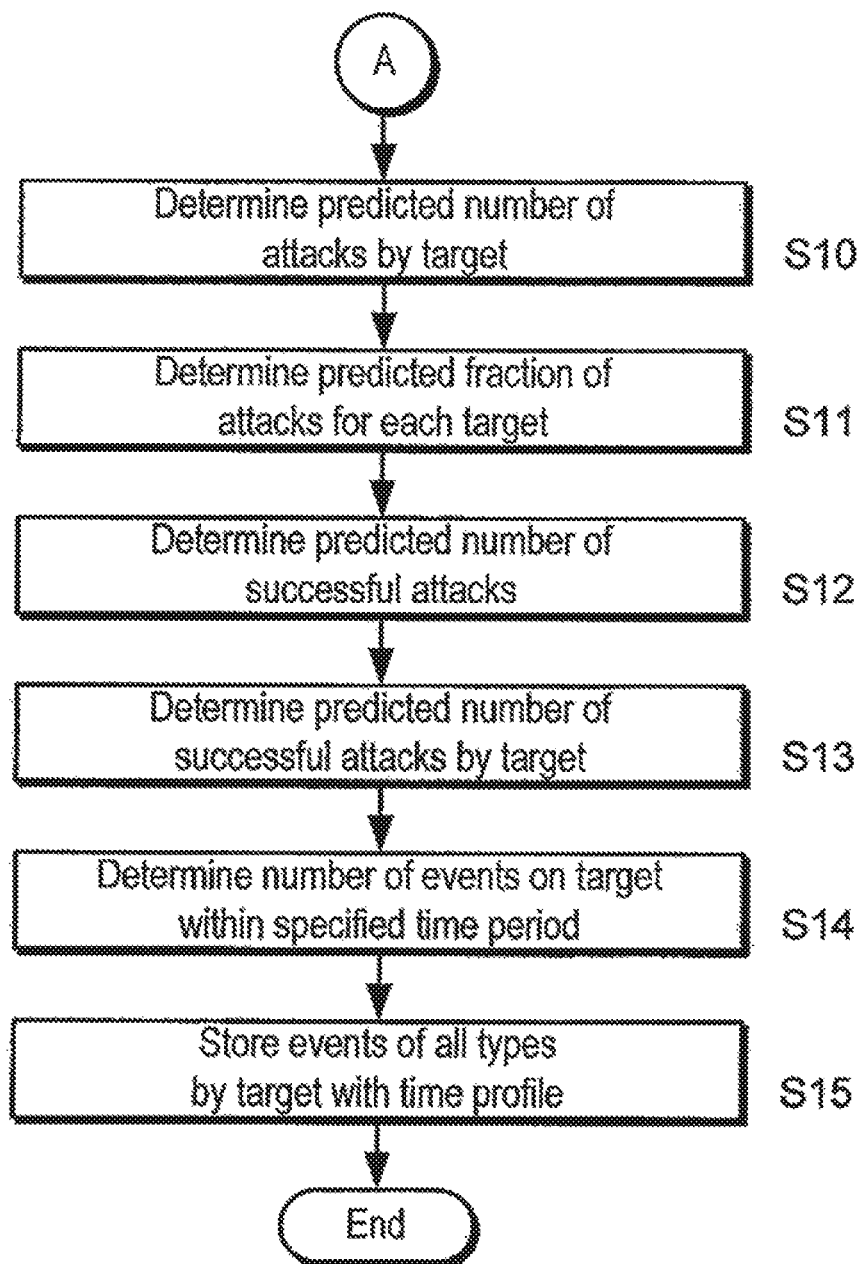 A
Determine predicted number of
attacks by target
S10
Determine predicted fraction of
attacks for each target
S11
Determine predicted number of
successful attacks
S12
Determine predicted number of
successful attacks by target
S13
Determine number of events on target
within specified time period
S14
Store events of all types
by target with time profile
S15
End